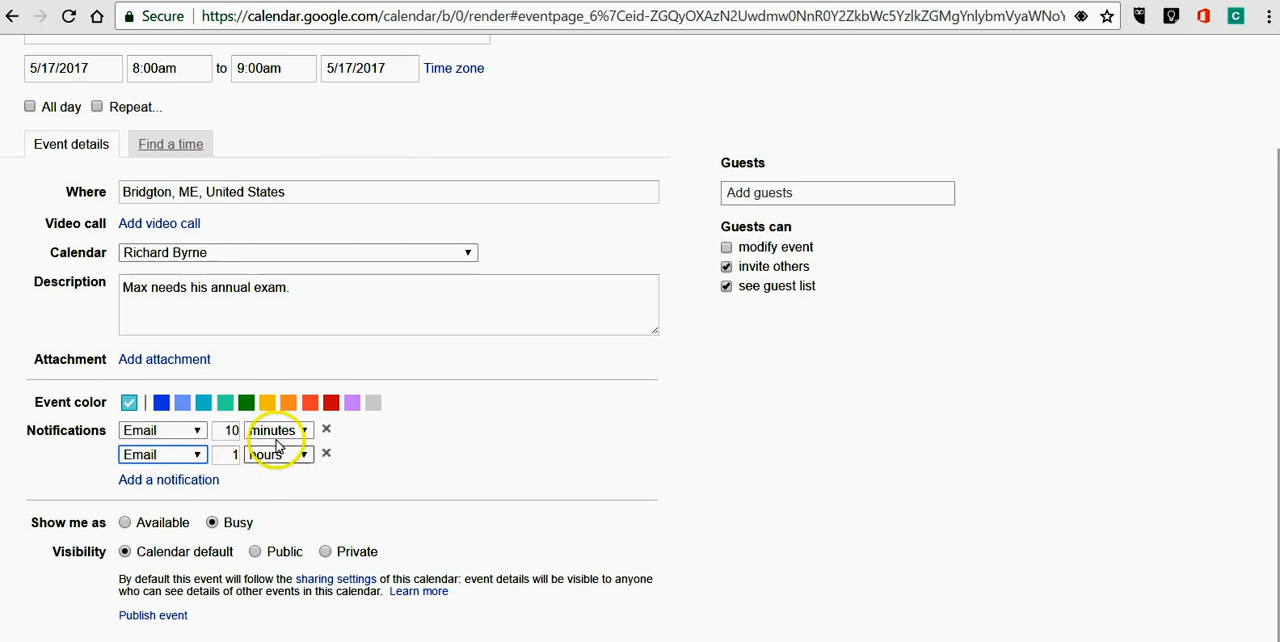 Secure https://calendar.google.com/calendar/b/0/render#eventpage_6%7Ceid-ZGQyOXAzN2Uwdmw0NnR0Y2ZkbWc5YzlkZGMgYnlybmVyaWNoY
5/17/2017 8:00am to 9:00am 5/17/2017 Time zone
All day Repeat...
Event details Find a time
Guests
Where Bridgton, ME, United States
Add guests
Video call Add video call
Guests can
modify event
Calendar Richard Byrne
invite others
Description Max needs his annual exam.
see guest list
Attachment Add attachment
Event color
Notifications Email 10 minutes
Email 1 hours
Add a notification
Show me as Available Busy
Visibility Calendar default Public Private
By default this event will follow the sharing settings of this calendar: event details will be visible to anyone
who can see details of other events in this calendar. Learn more
Publish event